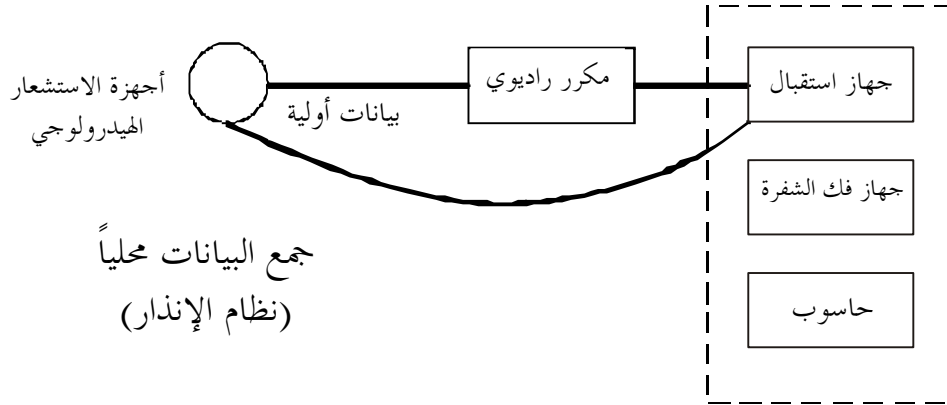 جهاز استقبال
مكرر راديوي
أجهزة الاستشعار
الهيدرولوجي
بيانات أولية
جهاز فك الشفرة
جمع البيانات محلياً
(نظام الإنذار)
حاسوب